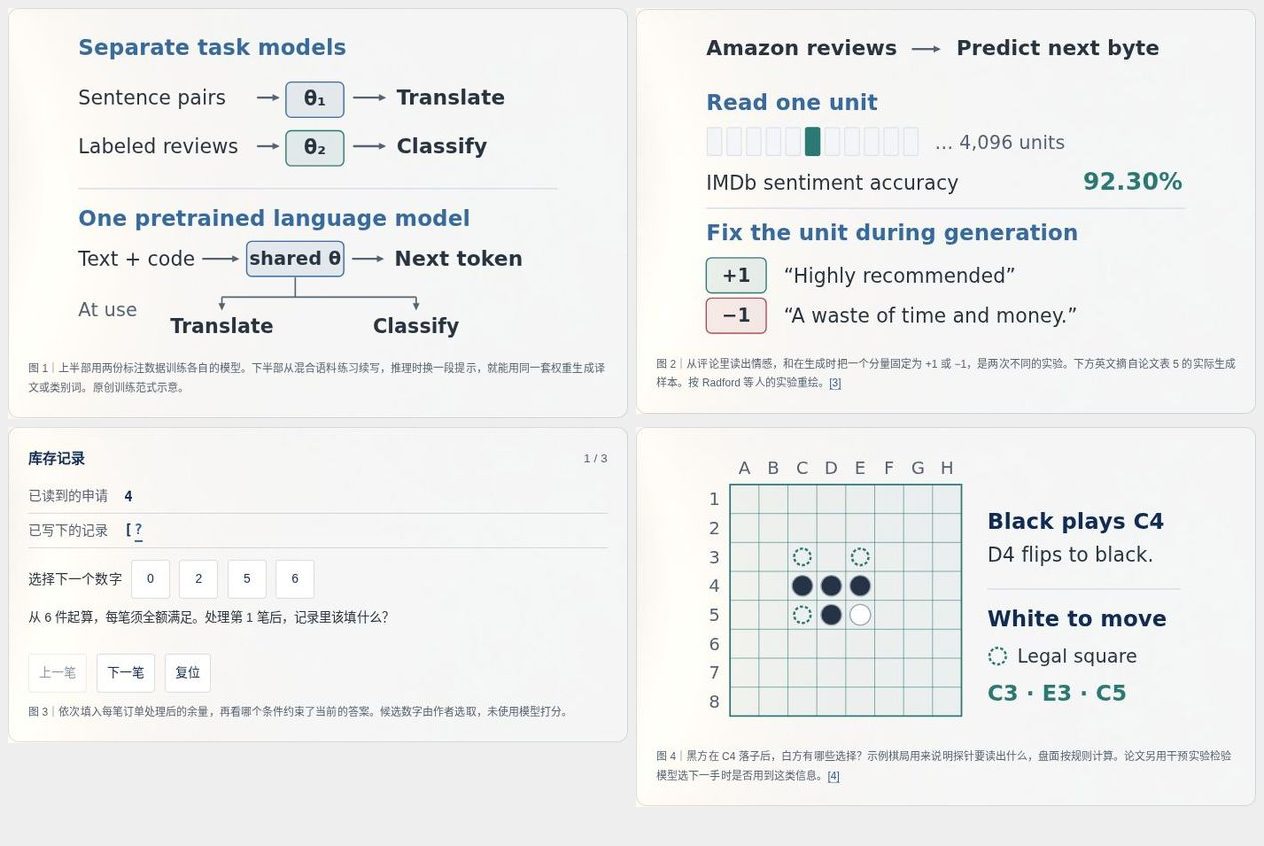 Separate task models
Sentence pairs → θ₁ → Translate
Labeled reviews → θ₂ → Classify
One pretrained language model
Text + code → shared θ → Next token
At use
Translate Classify
图 1｜上半部用两份标注数据训练各自的模型。下半部从混合语料练习续写，推理时换一段提示，就能用同一套权重生成译
文或类别词。原创训练范式示意。
Amazon reviews → Predict next byte
Read one unit
... 4,096 units
IMDb sentiment accuracy 92.30%
Fix the unit during generation
+1 “Highly recommended”
−1 “A waste of time and money.”
图 2｜从评论里读出情感，和在生成时把一个分量固定为 +1 或 −1，是两次不同的实验。下方英文摘自论文表 5 的实际生成
样本。按 Radford 等人的实验重绘。[3]
库存记录 1 / 3
已读到的申请 4
已写下的记录 [ ?
选择下一个数字 0 2 5 6
从 6 件起算，每笔须全额满足。处理第 1 笔后，记录里该填什么？
上一笔 下一笔 复位
图 3｜依次填入每笔订单处理后的余量，再看哪个条件约束了当前的答案。候选数字由作者选取，未使用模型打分。
A B C D E F G H
1
2
3
4
5
6
7
8
Black plays C4
D4 flips to black.
White to move
Legal square
C3 · E3 · C5
图 4｜黑方在 C4 落子后，白方有哪些选择？示例棋局用来说明探针要读出什么，盘面按规则计算。论文另用干预实验检验
模型选下一手时是否用到这类信息。[4]